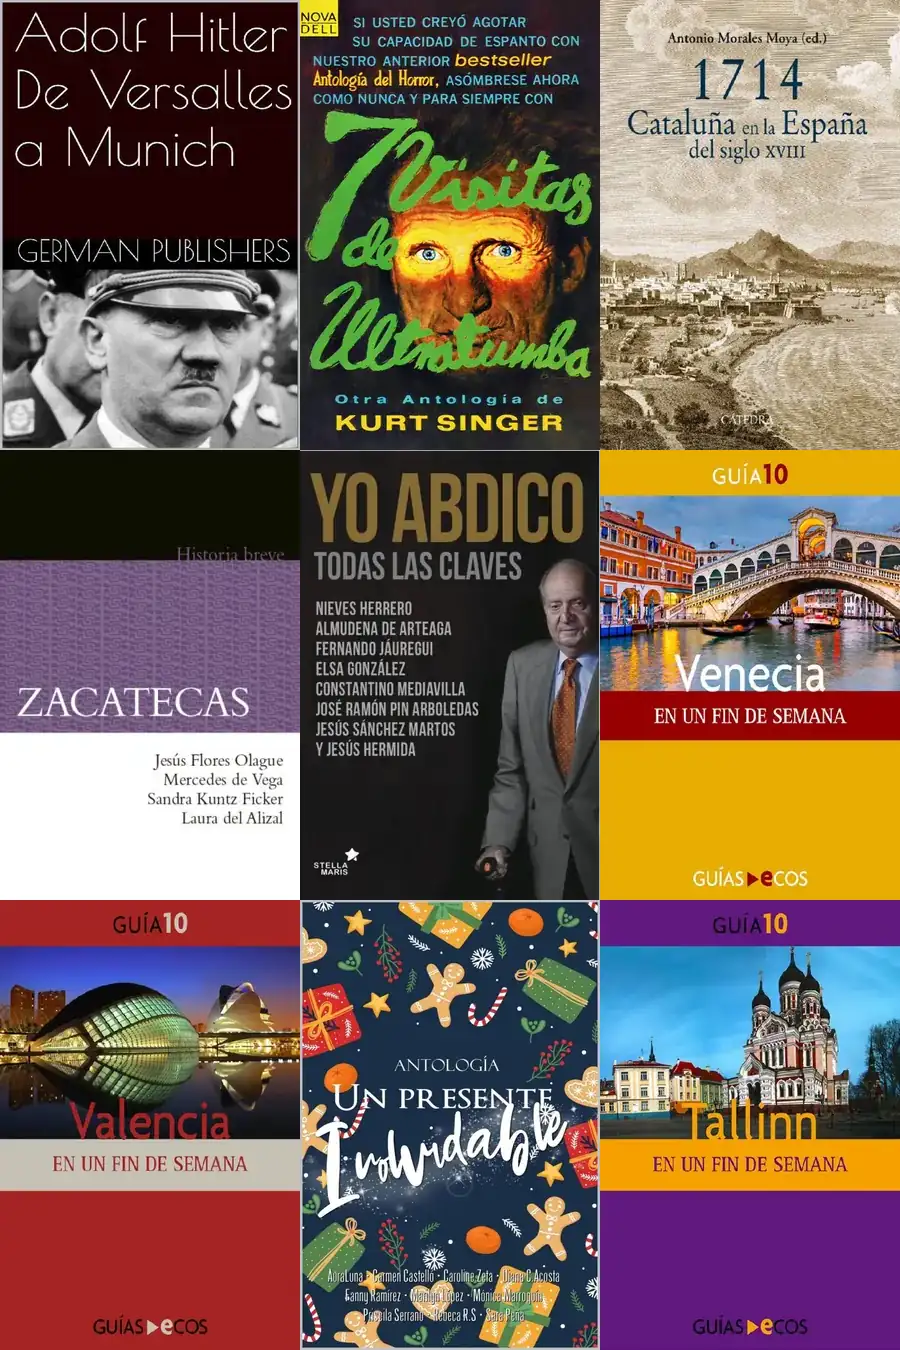 Adolf Hitler
De Versalles
a Munich
GERMAN PUBLISHERS
NOVA
DELL
SI USTED CREYÓ AGOTAR
SU CAPACIDAD DE ESPANTO CON
NUESTRO ANTERIOR bestseller
Antología del Horror, ASÓMBRESE AHORA
COMO NUNCA Y PARA SIEMPRE CON
7 Visitas
de
Ultratumba
Otra Antología de
KURT SINGER
Antonio Morales Moya (ed.)
1714
Cataluña en la España
del siglo XVIII
CÁTEDRA
Historia breve
ZACATECAS
Jesús Flores Olague
Mercedes de Vega
Sandra Kuntz Ficker
Laura del Alizal
YO ABDICO
TODAS LAS CLAVES
NIEVES HERRERO
ALMUDENA DE ARTEAGA
FERNANDO JÁUREGUI
ELSA GONZÁLEZ
CONSTANTINO MEDIAVILLA
JOSÉ RAMÓN PIN ARBOLEDAS
JESÚS SÁNCHEZ MARTOS
Y JESÚS HERMIDA
STELLA
MARIS
GUÍA10
Venecia
EN UN FIN DE SEMANA
GUÍAS eCOS
GUÍA10
Valencia
EN UN FIN DE SEMANA
GUÍAS eCOS
ANTOLOGÍA
UN PRESENTE
Inolvidable
AuraLuna · Carmen Castello · Caroline Zeta · Diana C. Acosta
Fanny Ramírez · Marilyn López · Mónica Marroquín
Priscila Serrano · Rebeca R.S · Sara Peña
GUÍA10
Tallinn
EN UN FIN DE SEMANA
GUÍAS eCOS